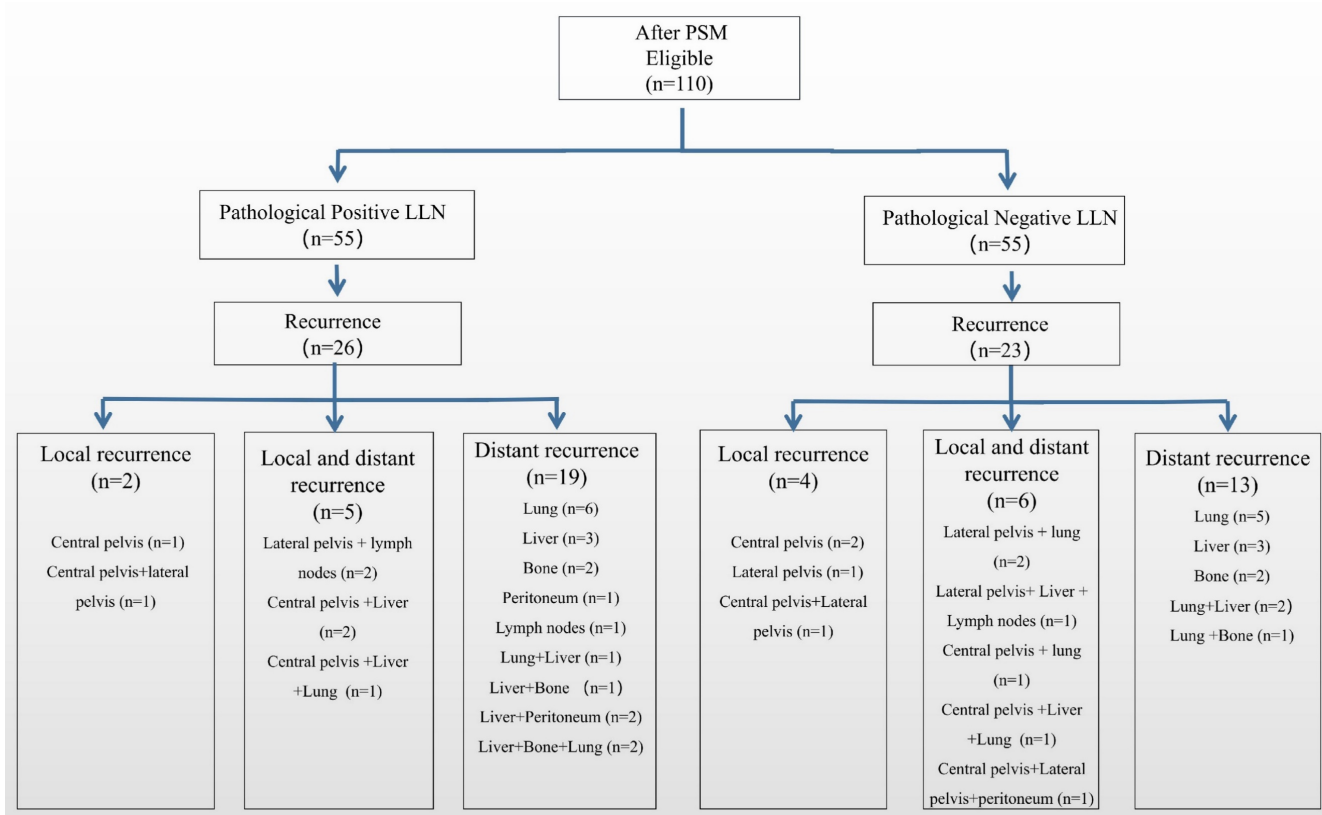 After PSM
Eligible
(n=110)
Pathological Positive LLN
(n=55)
Pathological Negative LLN
(n=55)
Recurrence
(n=26)
Recurrence
(n=23)
Local recurrence
(n=2)
Central pelvis (n=1)
Central pelvis+lateral
pelvis (n=1)
Local and distant
recurrence
(n=5)
Lateral pelvis + lymph
nodes (n=2)
Central pelvis +Liver
(n=2)
Central pelvis +Liver
+Lung (n=1)
Distant recurrence
(n=19)
Lung (n=6)
Liver (n=3)
Bone (n=2)
Peritoneum (n=1)
Lymph nodes (n=1)
Lung+Liver (n=1)
Liver+Bone (n=1)
Liver+Peritoneum (n=2)
Liver+Bone+Lung (n=2)
Local recurrence
(n=4)
Central pelvis (n=2)
Lateral pelvis (n=1)
Central pelvis+Lateral
pelvis (n=1)
Local and distant
recurrence
(n=6)
Lateral pelvis + lung
(n=2)
Lateral pelvis+ Liver +
Lymph nodes (n=1)
Central pelvis + lung
(n=1)
Central pelvis +Liver
+Lung (n=1)
Central pelvis+Lateral
pelvis+peritoneum (n=1)
Distant recurrence
(n=13)
Lung (n=5)
Liver (n=3)
Bone (n=2)
Lung+Liver (n=2)
Lung +Bone (n=1)